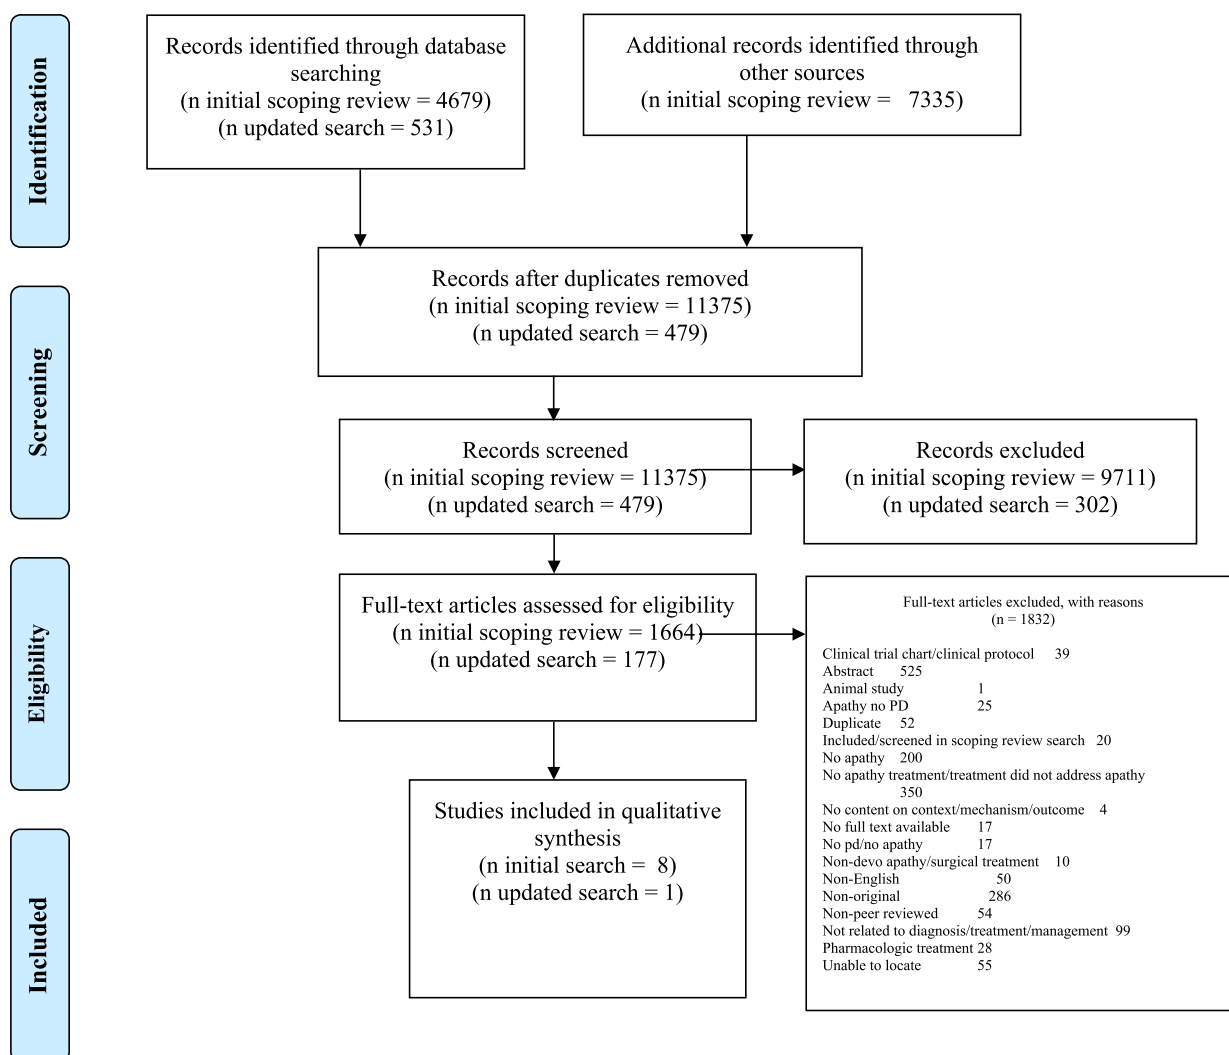 Identification
Records identified through database
searching
(n initial scoping review = 4679)
(n updated search = 531)
Additional records identified through
other sources
(n initial scoping review = 7335)
Records after duplicates removed
(n initial scoping review = 11375)
(n updated search = 479)
Screening
Records screened
(n initial scoping review = 11375)
(n updated search = 479)
Records excluded
(n initial scoping review = 9711)
(n updated search = 302)
Eligibility
Full-text articles assessed for eligibility
(n initial scoping review = 1664)
(n updated search = 177)
Full-text articles excluded, with reasons
(n = 1832)
Clinical trial chart/clinical protocol 39
Abstract 525
Animal study 1
Apathy no PD 25
Duplicate 52
Included/screened in scoping review search 20
No apathy 200
No apathy treatment/treatment did not address apathy
350
No content on context/mechanism/outcome 4
No full text available 17
No pd/no apathy 17
Non-devo apathy/surgical treatment 10
Non-English 50
Non-original 286
Non-peer reviewed 54
Not related to diagnosis/treatment/management 99
Pharmacologic treatment 28
Unable to locate 55
Included
Studies included in qualitative
synthesis
(n initial search = 8)
(n updated search = 1)